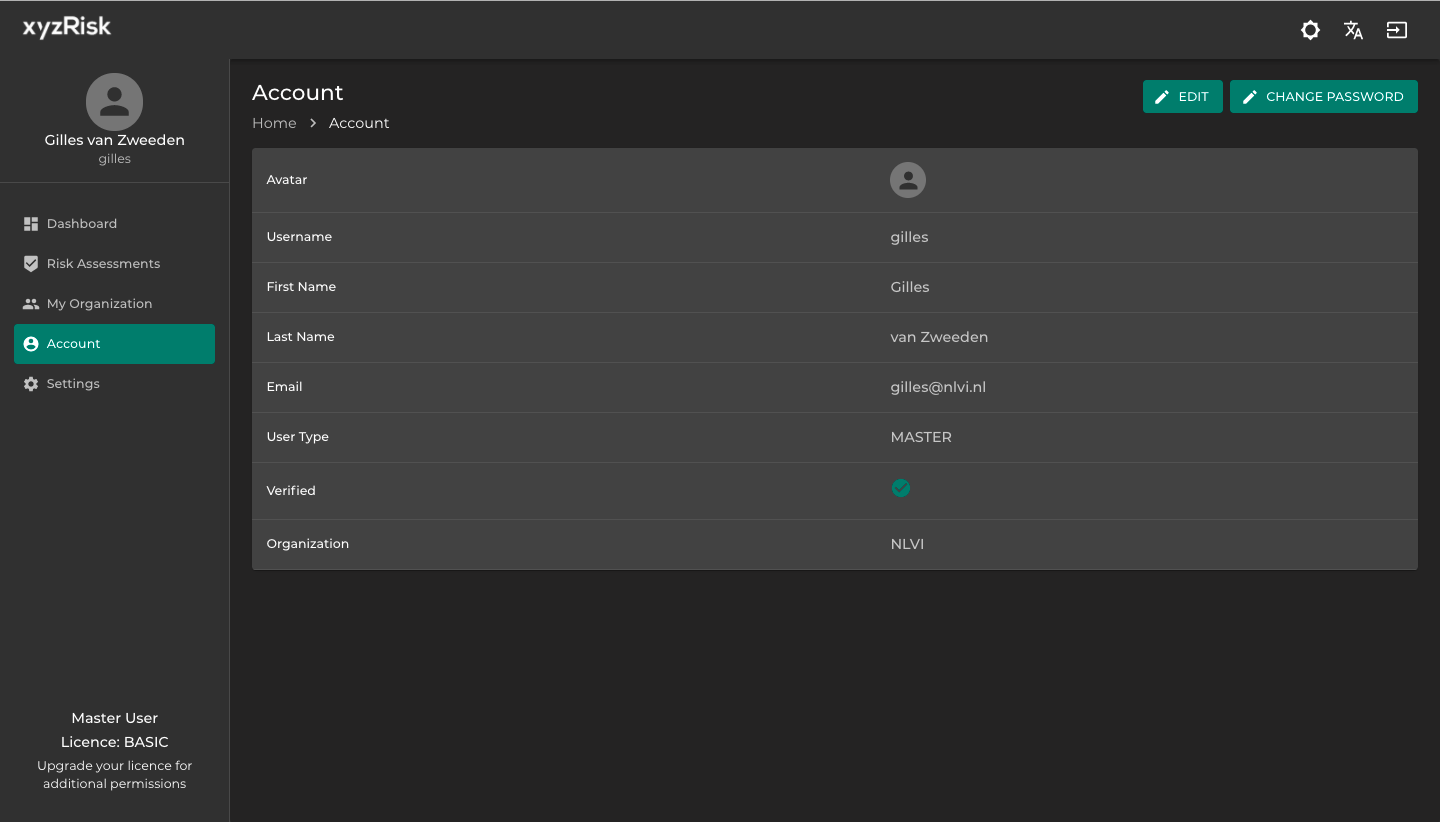 xyzRisk
Gilles van Zweeden
gilles
Dashboard
Risk Assessments
My Organization
Account
Settings
Master User
Licence: BASIC
Upgrade your licence for
additional permissions
Account
Home > Account
EDIT
CHANGE PASSWORD
Avatar
Username gilles
First Name Gilles
Last Name van Zweeden
Email gilles@nlvi.nl
User Type MASTER
Verified
Organization NLVI